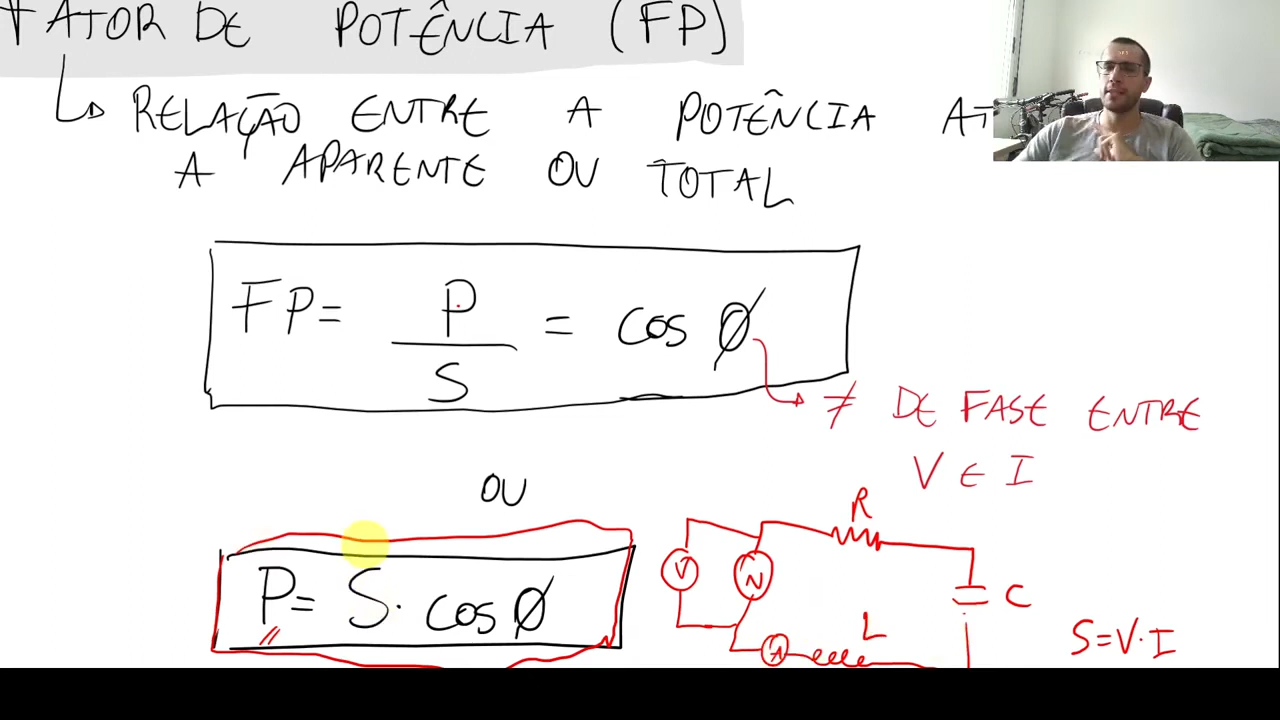 FATOR DE POTÊNCIA (FP)
RELAÇÃO ENTRE A POTÊNCIA AT
A APARENTE OU TOTAL
FP= P/S = cos Ø
≠ DE FASE ENTRE
V E I
OU
P= S. cos Ø
R
V
N
C
L
A
S=V.I